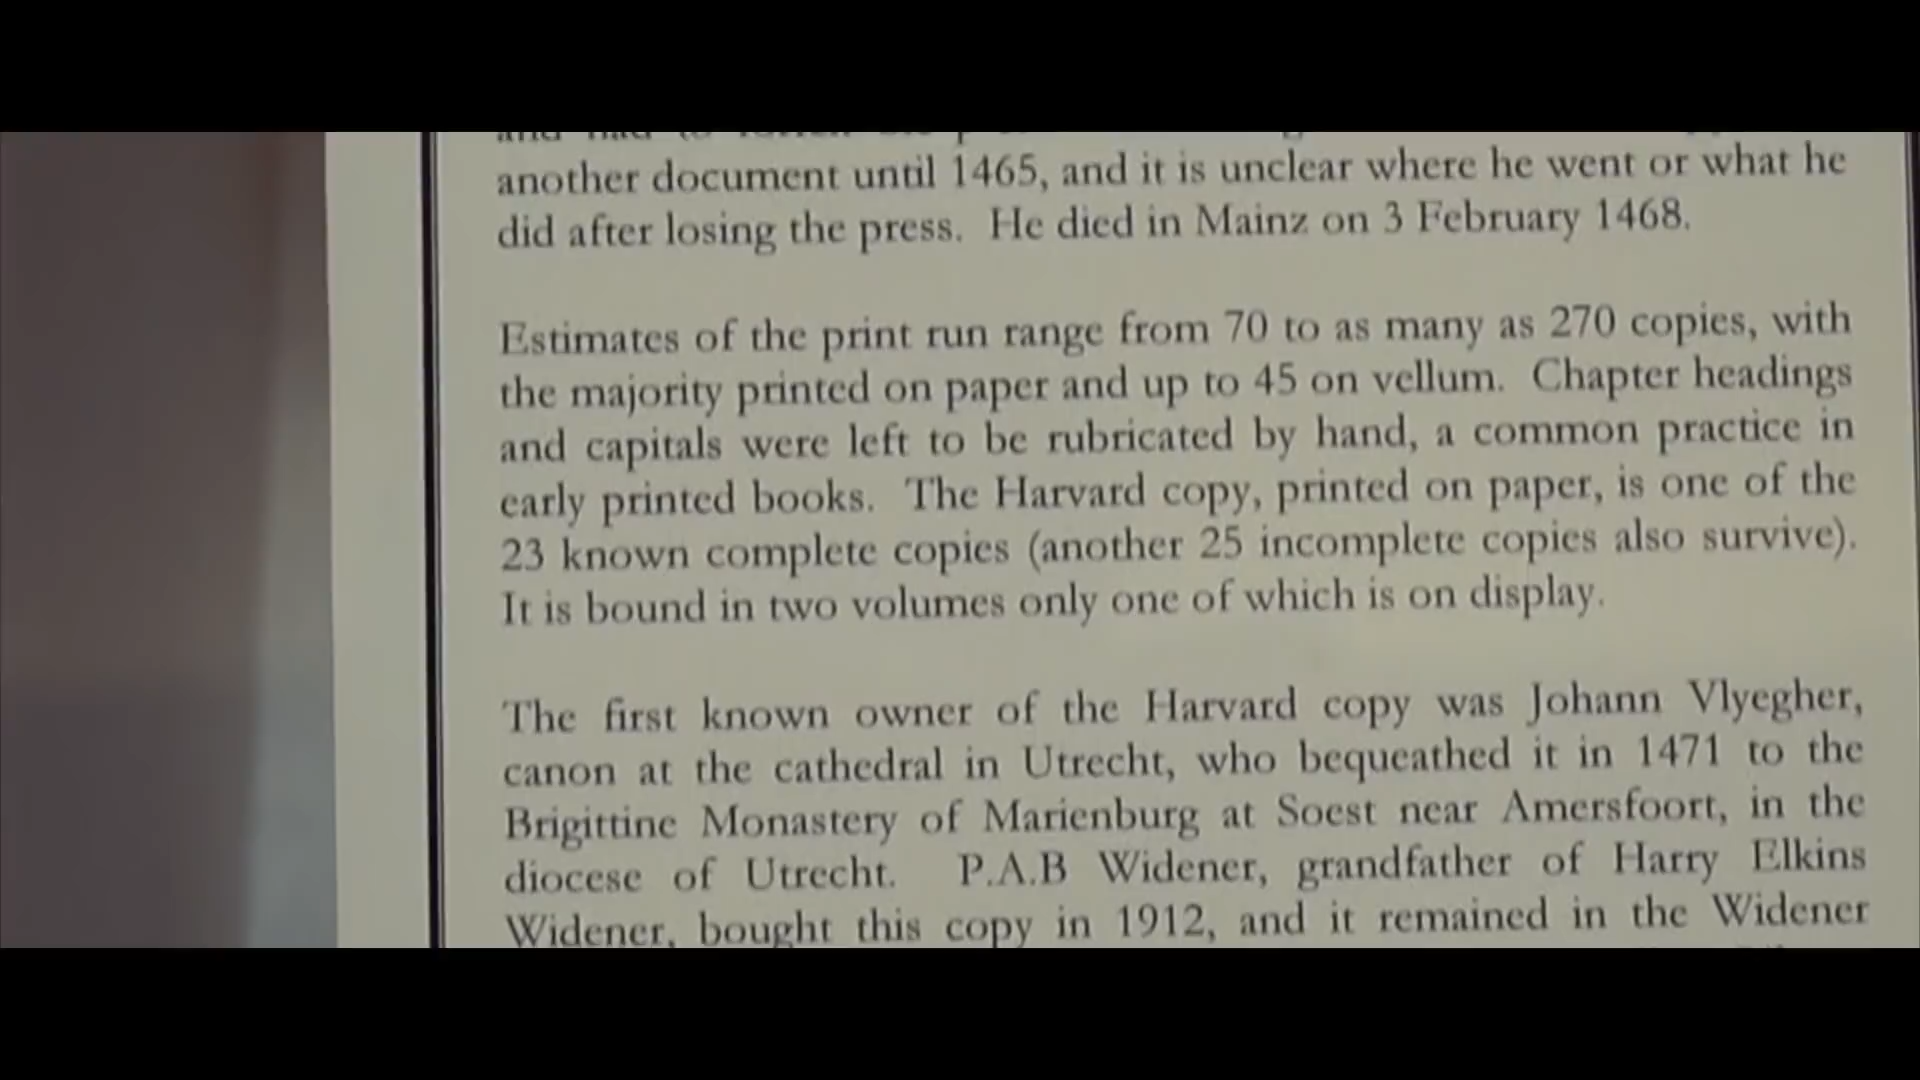 another document until 1465, and it is unclear where he went or what he
did after losing the press. He died in Mainz on 3 February 1468.
Estimates of the print run range from 70 to as many as 270 copies, with
the majority printed on paper and up to 45 on vellum. Chapter headings
and capitals were left to be rubricated by hand, a common practice in
early printed books. The Harvard copy, printed on paper, is one of the
23 known complete copies (another 25 incomplete copies also survive).
It is bound in two volumes only one of which is on display.
The first known owner of the Harvard copy was Johann Vlyegher,
canon at the cathedral in Utrecht, who bequeathed it in 1471 to the
Brigittine Monastery of Marienburg at Soest near Amersfoort, in the
diocese of Utrecht. P.A.B Widener, grandfather of Harry Elkins
Widener, bought this copy in 1912, and it remained in the Widener